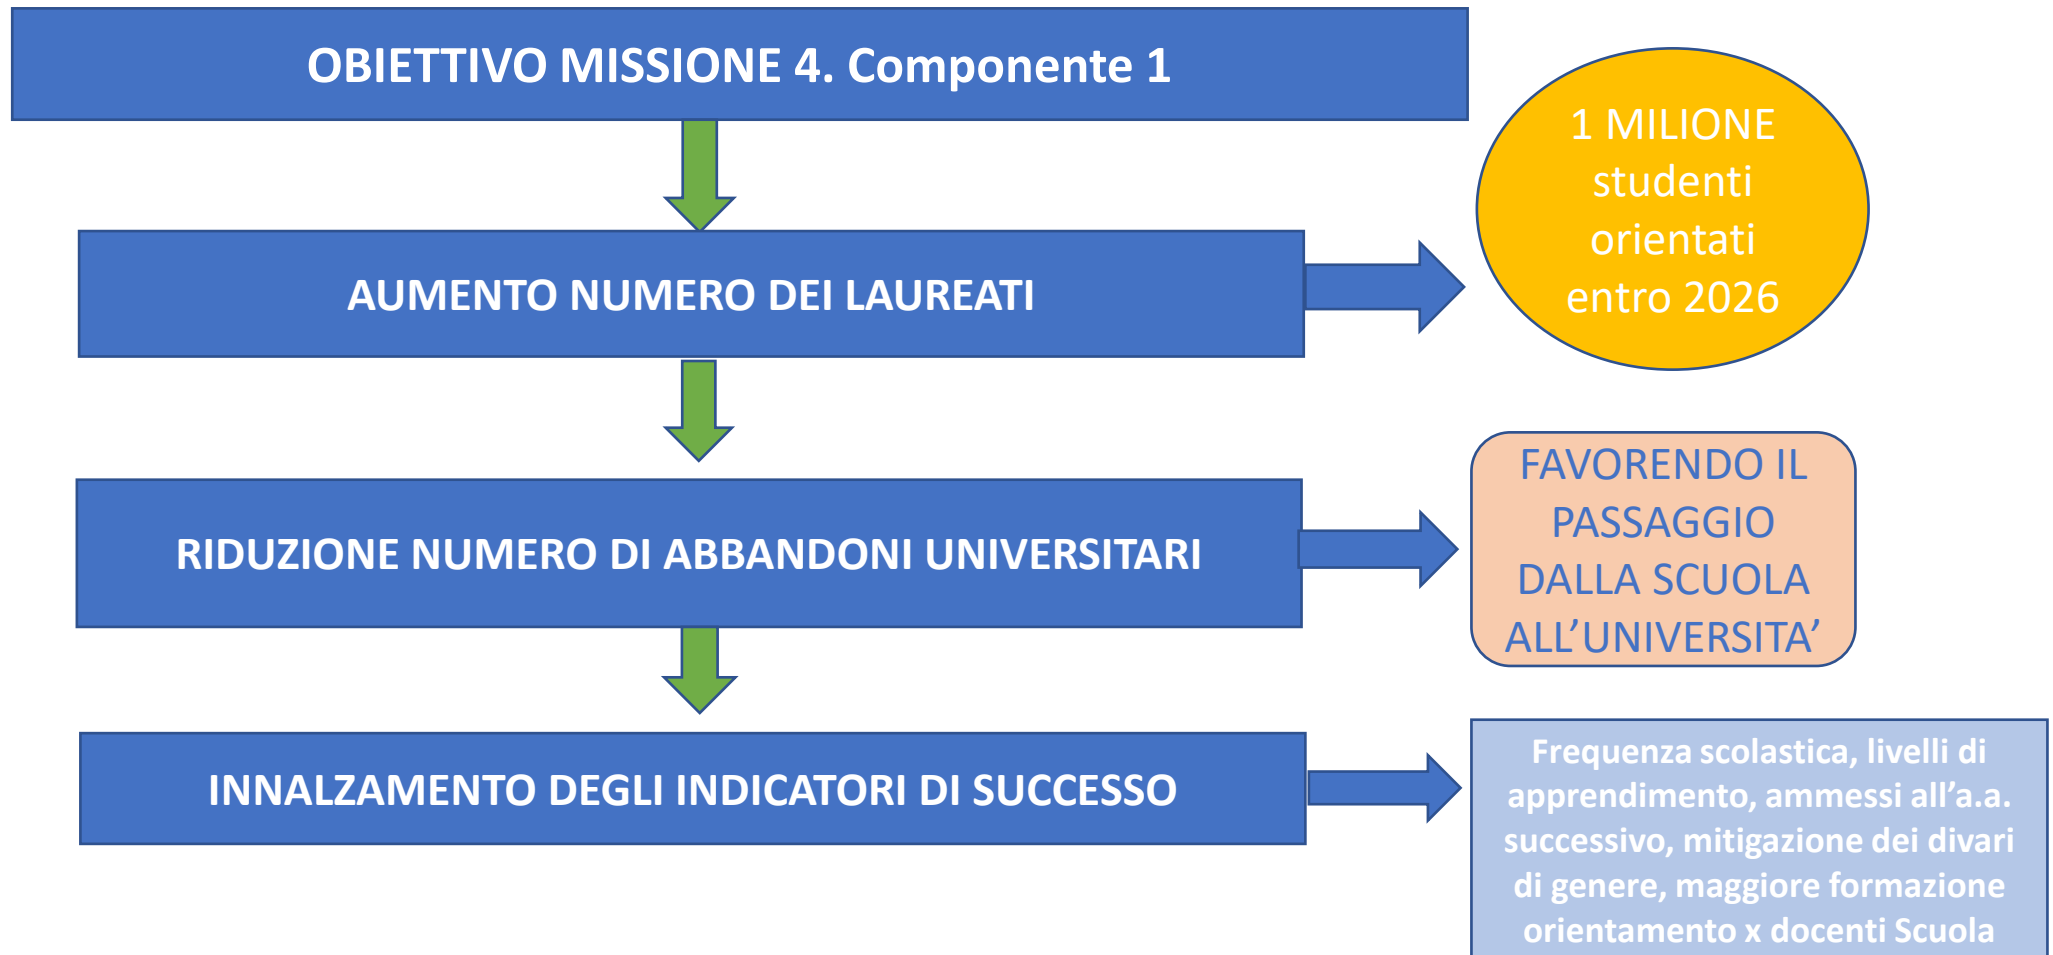 OBIETTIVO MISSIONE 4. Componente 1
1 MILIONE
studenti
orientati
entro 2026
AUMENTO NUMERO DEI LAUREATI
RIDUZIONE NUMERO DI ABBANDONI UNIVERSITARI
FAVORENDO IL
PASSAGGIO
DALLA SCUOLA
ALL’UNIVERSITA’
INNALZAMENTO DEGLI INDICATORI DI SUCCESSO
Frequenza scolastica, livelli di
apprendimento, ammessi all’a.a.
successivo, mitigazione dei divari
di genere, maggiore formazione
orientamento x docenti Scuola